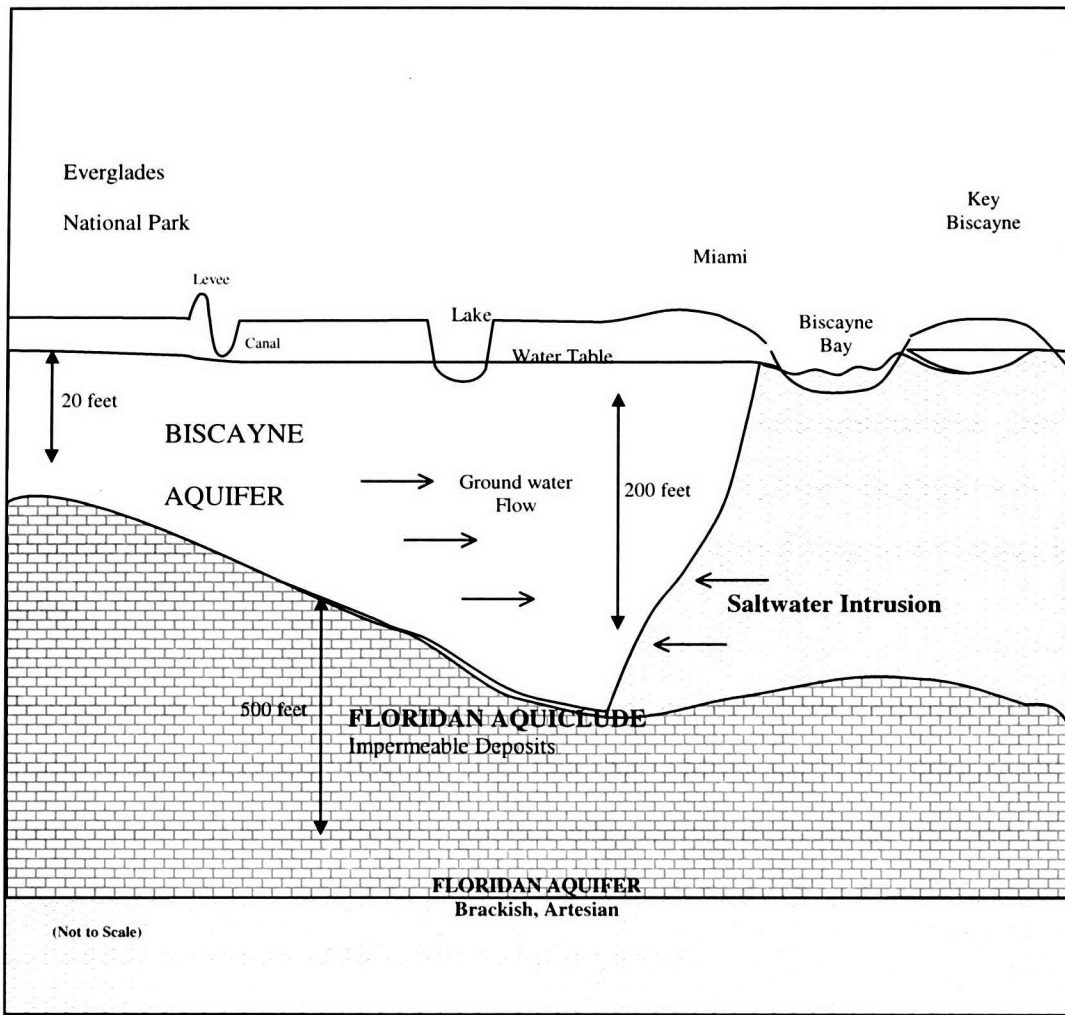 Everglades
National Park
Key
Biscayne
Miami
Levee
Lake
Biscayne
Bay
Canal
Water Table
20 feet
BISCAYNE
AQUIFER
Ground water
Flow
200 feet
Saltwater Intrusion
500 feet
FLORIDAN AQUICLUDE
Impermeable Deposits
FLORIDAN AQUIFER
Brackish, Artesian
(Not to Scale)